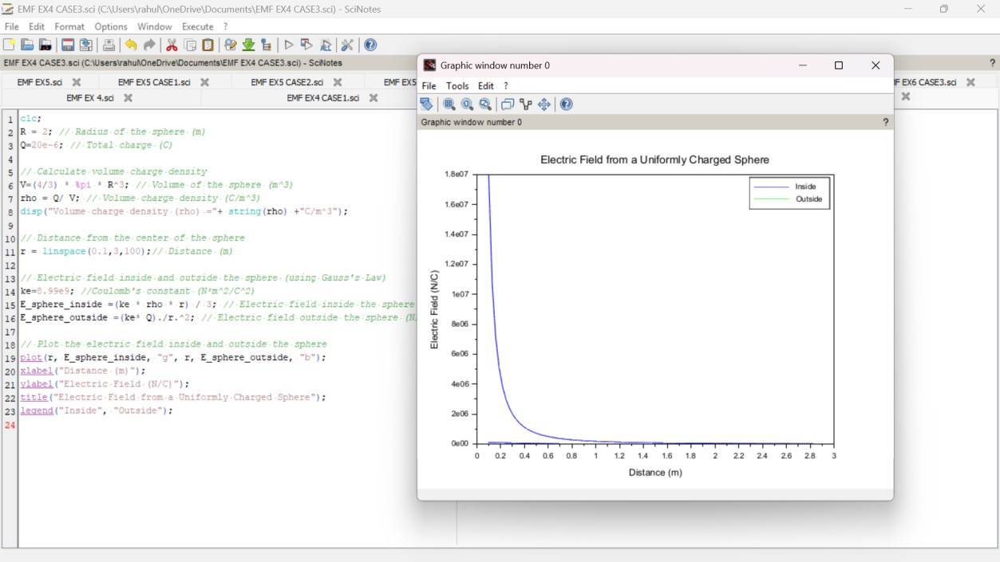 EMF EX4 CASE3.sci (C:\Users\rahul\OneDrive\Documents\EMF EX4 CASE3.sci) - SciNotes
File Edit Format Options Window Execute ?
EMF EX4 CASE3.sci (C:\Users\rahul\OneDrive\Documents\EMF EX4 CASE3.sci) - SciNotes
?
EMF EX5.sci EMF EX5 CASE1.sci EMF EX5 CASE2.sci EMF EX5
F EX6 CASE3.sci
EMF EX 4.sci EMF EX4 CASE1.sci
1 clc;
2 R = 2; // Radius of the sphere (m)
3 Q=20e-6; // Total charge (C)
4
5 // Calculate volume charge density
6 V=(4/3) * %pi * R^3; // Volume of the sphere (m^3)
7 rho = Q/ V; // Volume charge density (C/m^3)
8 disp("Volume charge density (rho) ="+ string(rho) +"C/m^3");
9
10 // Distance from the center of the sphere
11 r = linspace(0.1,3,100);// Distance (m)
12
13 // Electric field inside and outside the sphere (using Gauss's Law)
14 ke=8.99e9; //Coulomb's constant (N*m^2/C^2)
15 E_sphere_inside =(ke * rho * r) / 3; // Electric field inside the sphere
16 E_sphere_outside =(ke* Q)./r.^2; // Electric field outside the sphere (N/
17
18 // Plot the electric field inside and outside the sphere
19 plot(r, E_sphere_inside, "g", r, E_sphere_outside, "b");
20 xlabel("Distance (m)");
21 ylabel("Electric Field (N/C)");
22 title("Electric Field from a Uniformly Charged Sphere");
23 legend("Inside", "Outside");
24
Graphic window number 0
File Tools Edit ?
Graphic window number 0
?
Electric Field from a Uniformly Charged Sphere
Inside
Outside
1.8e07
1.6e07
1.4e07
1.2e07
1e07
8e06
6e06
4e06
2e06
0e00
Electric Field (N/C)
0 0.2 0.4 0.6 0.8 1 1.2 1.4 1.6 1.8 2 2.2 2.4 2.6 2.8 3
Distance (m)